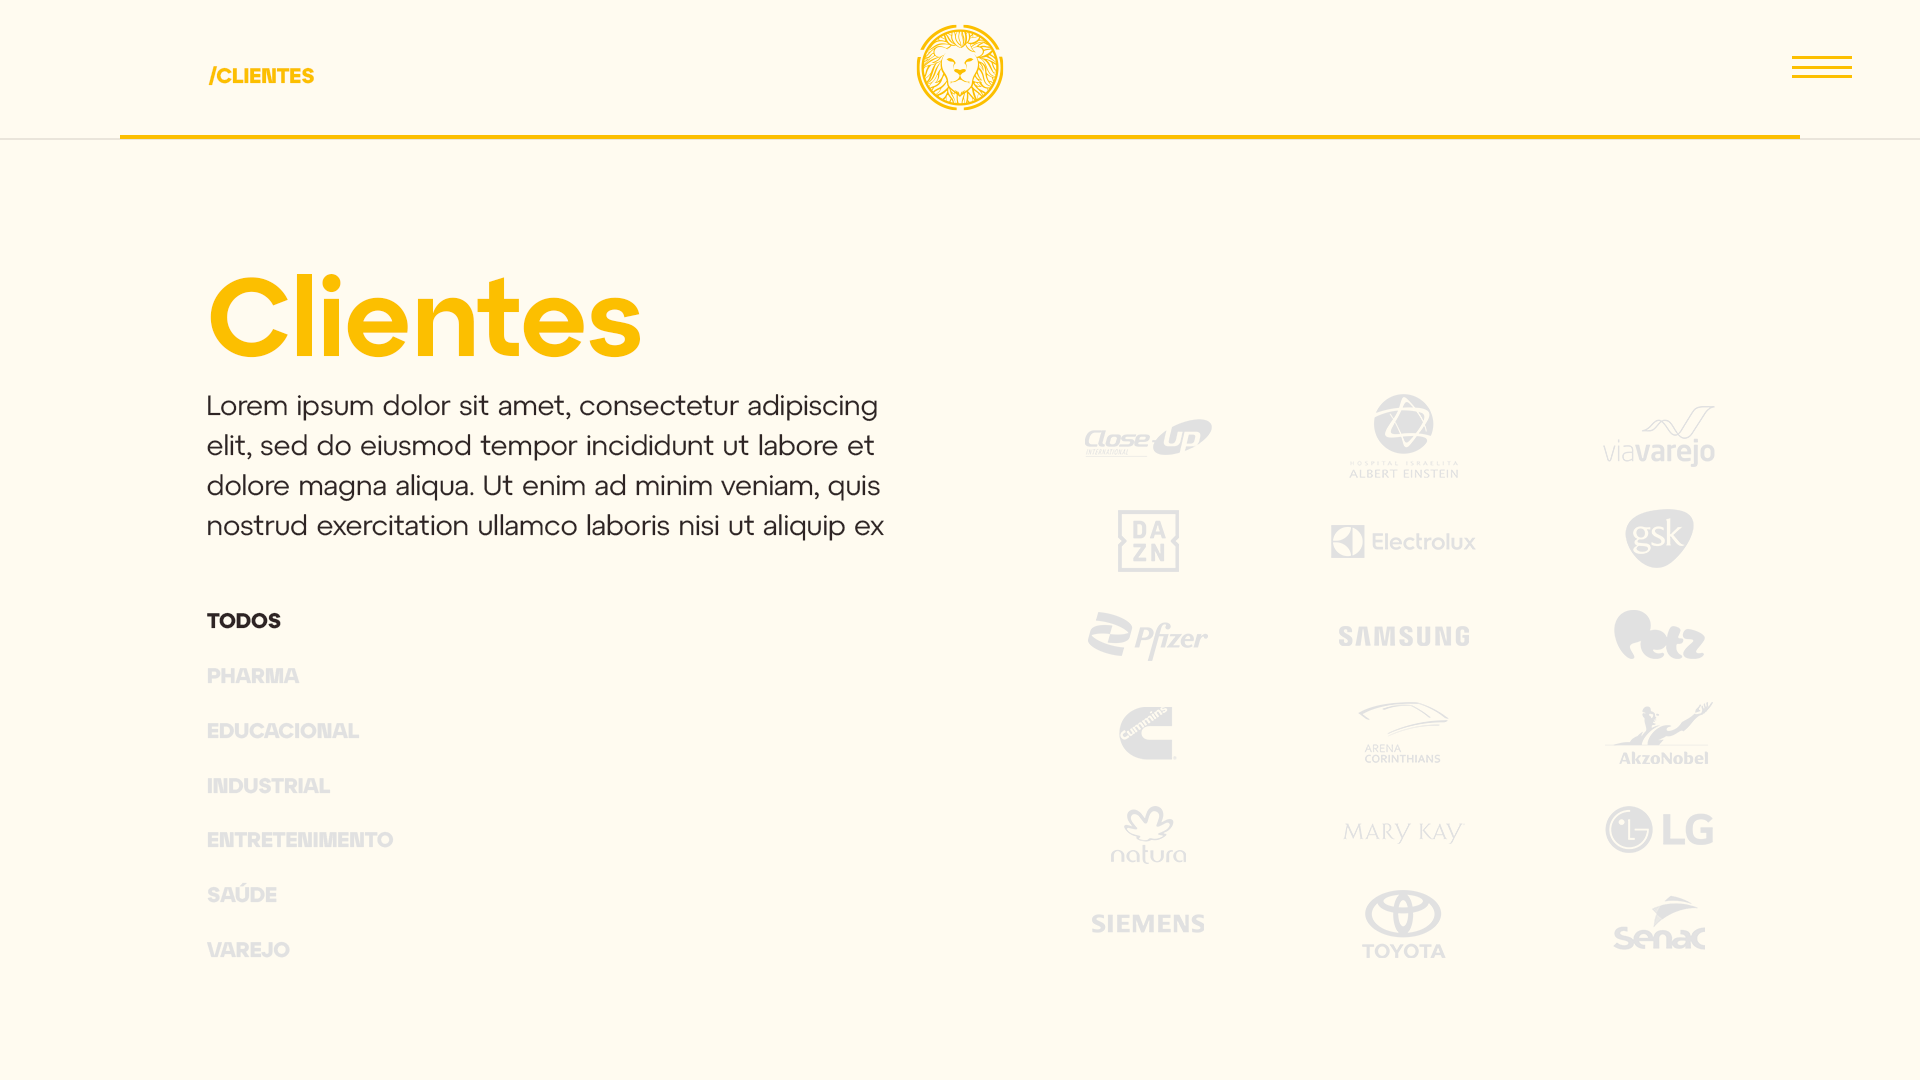 /CLIENTES
Clientes
Lorem ipsum dolor sit amet, consectetur adipiscing
elit, sed do eiusmod tempor incididunt ut labore et
dolore magna aliqua. Ut enim ad minim veniam, quis
nostrud exercitation ullamco laboris nisi ut aliquip ex
TODOS
PHARMA
EDUCACIONAL
INDUSTRIAL
ENTRETENIMENTO
SAÚDE
VAREJO
Close-UP
INTERNATIONAL
HOSPITAL ISRAELITA
ALBERT EINSTEIN
viavarejo
DA
ZN
Electrolux
gsk
Pfizer
SAMSUNG
Petz
Cummins
ARENA
CORINTHIANS
AkzoNobel
natura
MARY KAY
LG
SIEMENS
TOYOTA
Senac